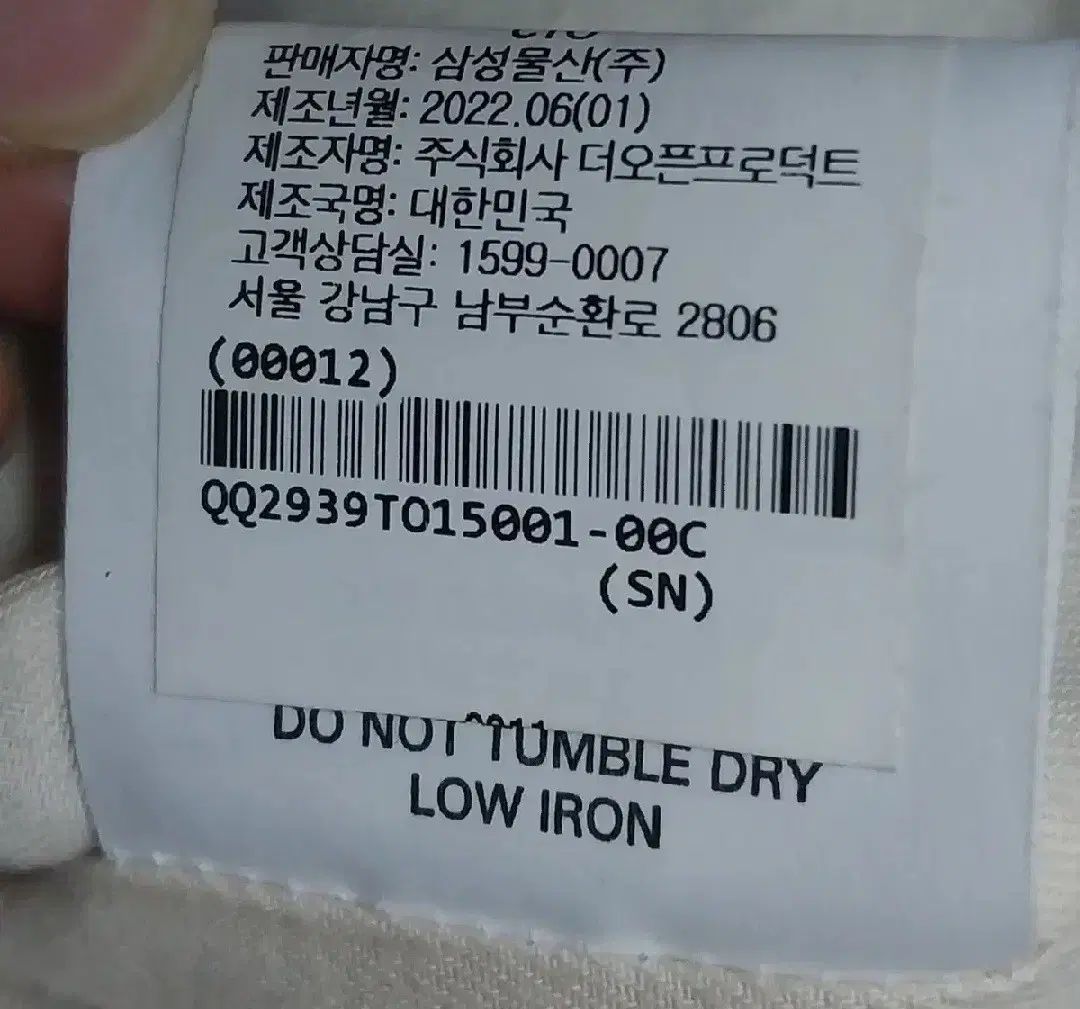 판매자명: 삼성물산(주)
제조년월: 2022.06(01)
제조자명: 주식회사 더오픈프로덕트
제조국명: 대한민국
고객상담실: 1599-0007
서울 강남구 남부순환로 2806
(00012)
QQ2939TO15001-00C
(SN)
DO NOT TUMBLE DRY
LOW IRON